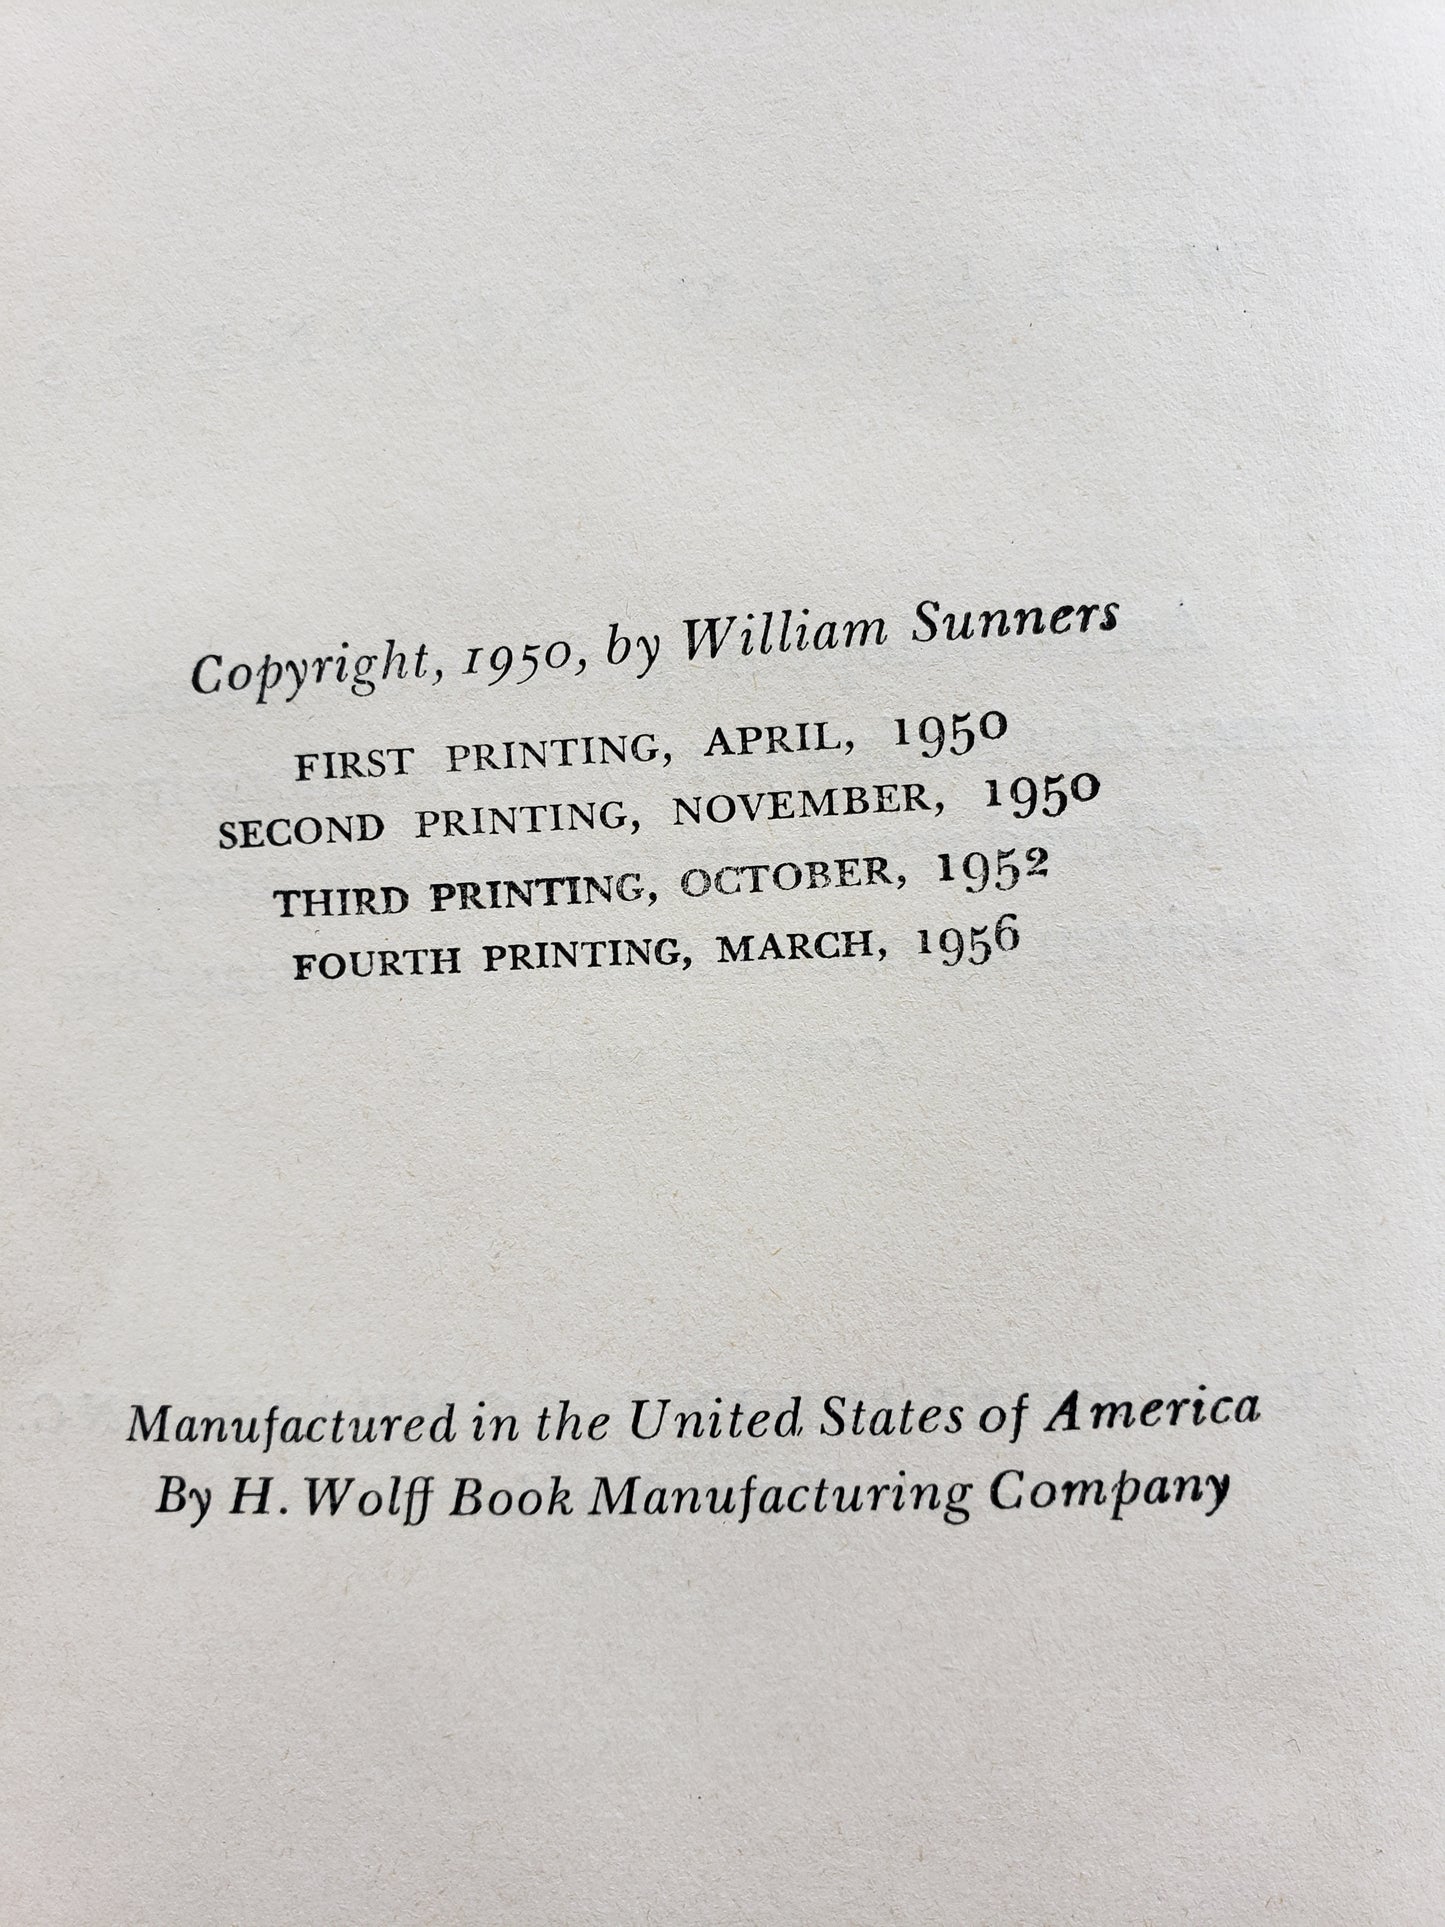 Copyright, 1950, by William Sunners
FIRST PRINTING, APRIL, 1950
SECOND PRINTING, NOVEMBER, 1950
THIRD PRINTING, OCTOBER, 1952
FOURTH PRINTING, MARCH, 1956
Manufactured in the United States of America
By H. Wolff Book Manufacturing Company